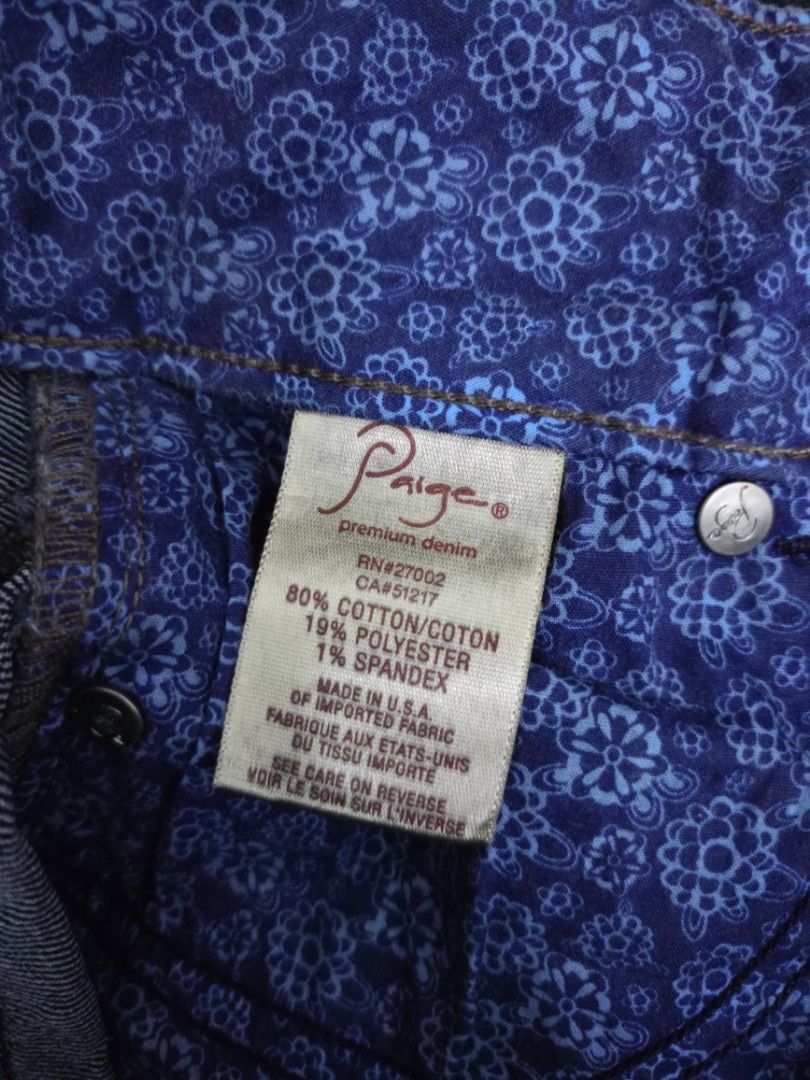 Paige®
premium denim
RN#27002
CA#51217
80% COTTON/COTON
19% POLYESTER
1% SPANDEX
MADE IN U.S.A.
OF IMPORTED FABRIC
FABRIQUE AUX ETATS-UNIS
DU TISSU IMPORTE
SEE CARE ON REVERSE
VOIR LE SOIN SUR L'INVERSE